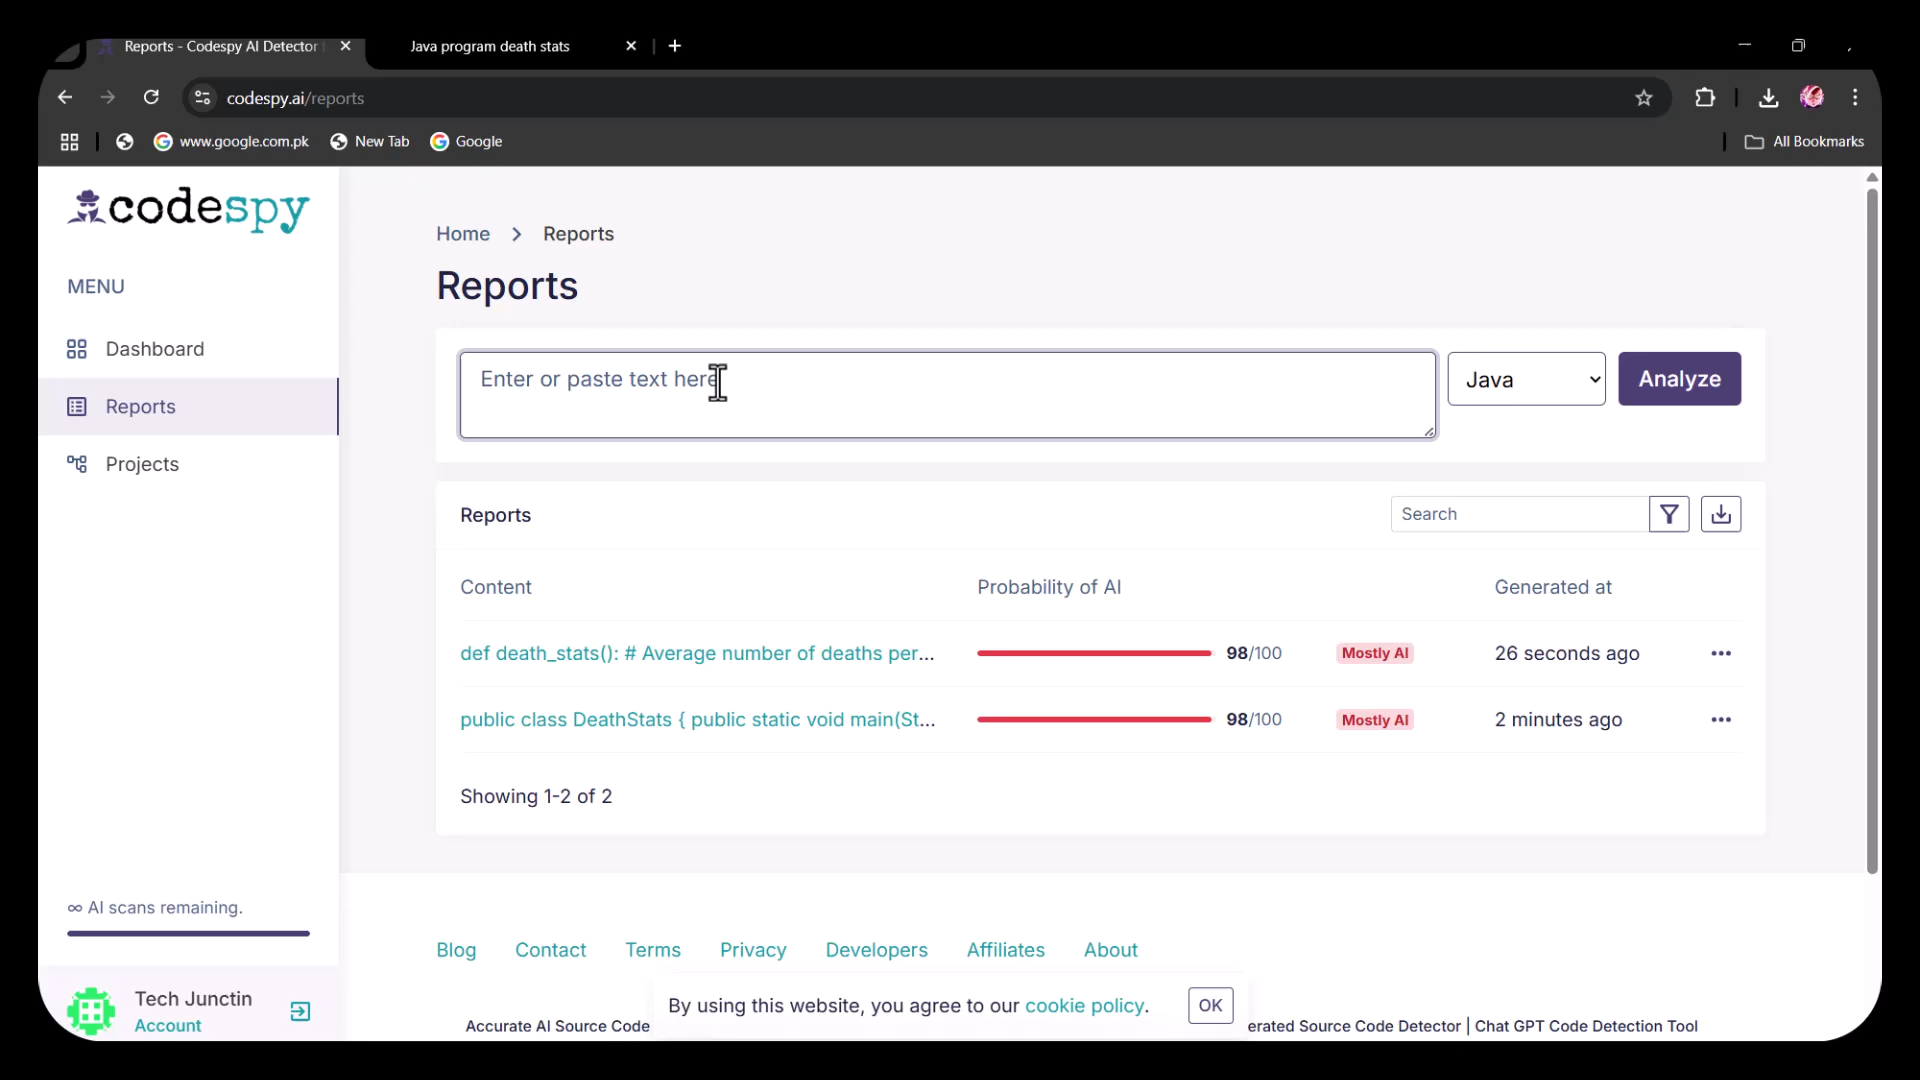 Reports - Codespy AI Detector
Java program death stats
codespy.ai/reports
www.google.com.pk
New Tab
Google
All Bookmarks
codespy
MENU
Dashboard
Reports
Projects
∞ AI scans remaining.
Tech Junctin
Account
Home > Reports
Reports
Enter or paste text here
Java
Analyze
Reports
Search
Content Probability of AI Generated at
def death_stats(): # Average number of deaths per... 98/100 Mostly AI 26 seconds ago
public class DeathStats { public static void main(St... 98/100 Mostly AI 2 minutes ago
Showing 1-2 of 2
Blog Contact Terms Privacy Developers Affiliates About
By using this website, you agree to our cookie policy. OK
Accurate AI Source Code erated Source Code Detector | Chat GPT Code Detection Tool